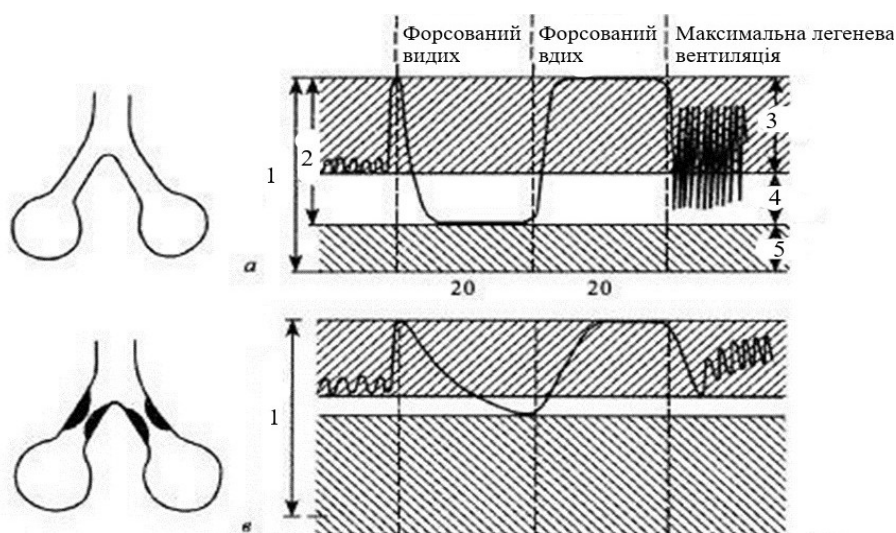 Форсований
видих
Форсований
вдих
Максимальна легенева
вентиляція
1
2
3
4
5
а
20
20
1
в